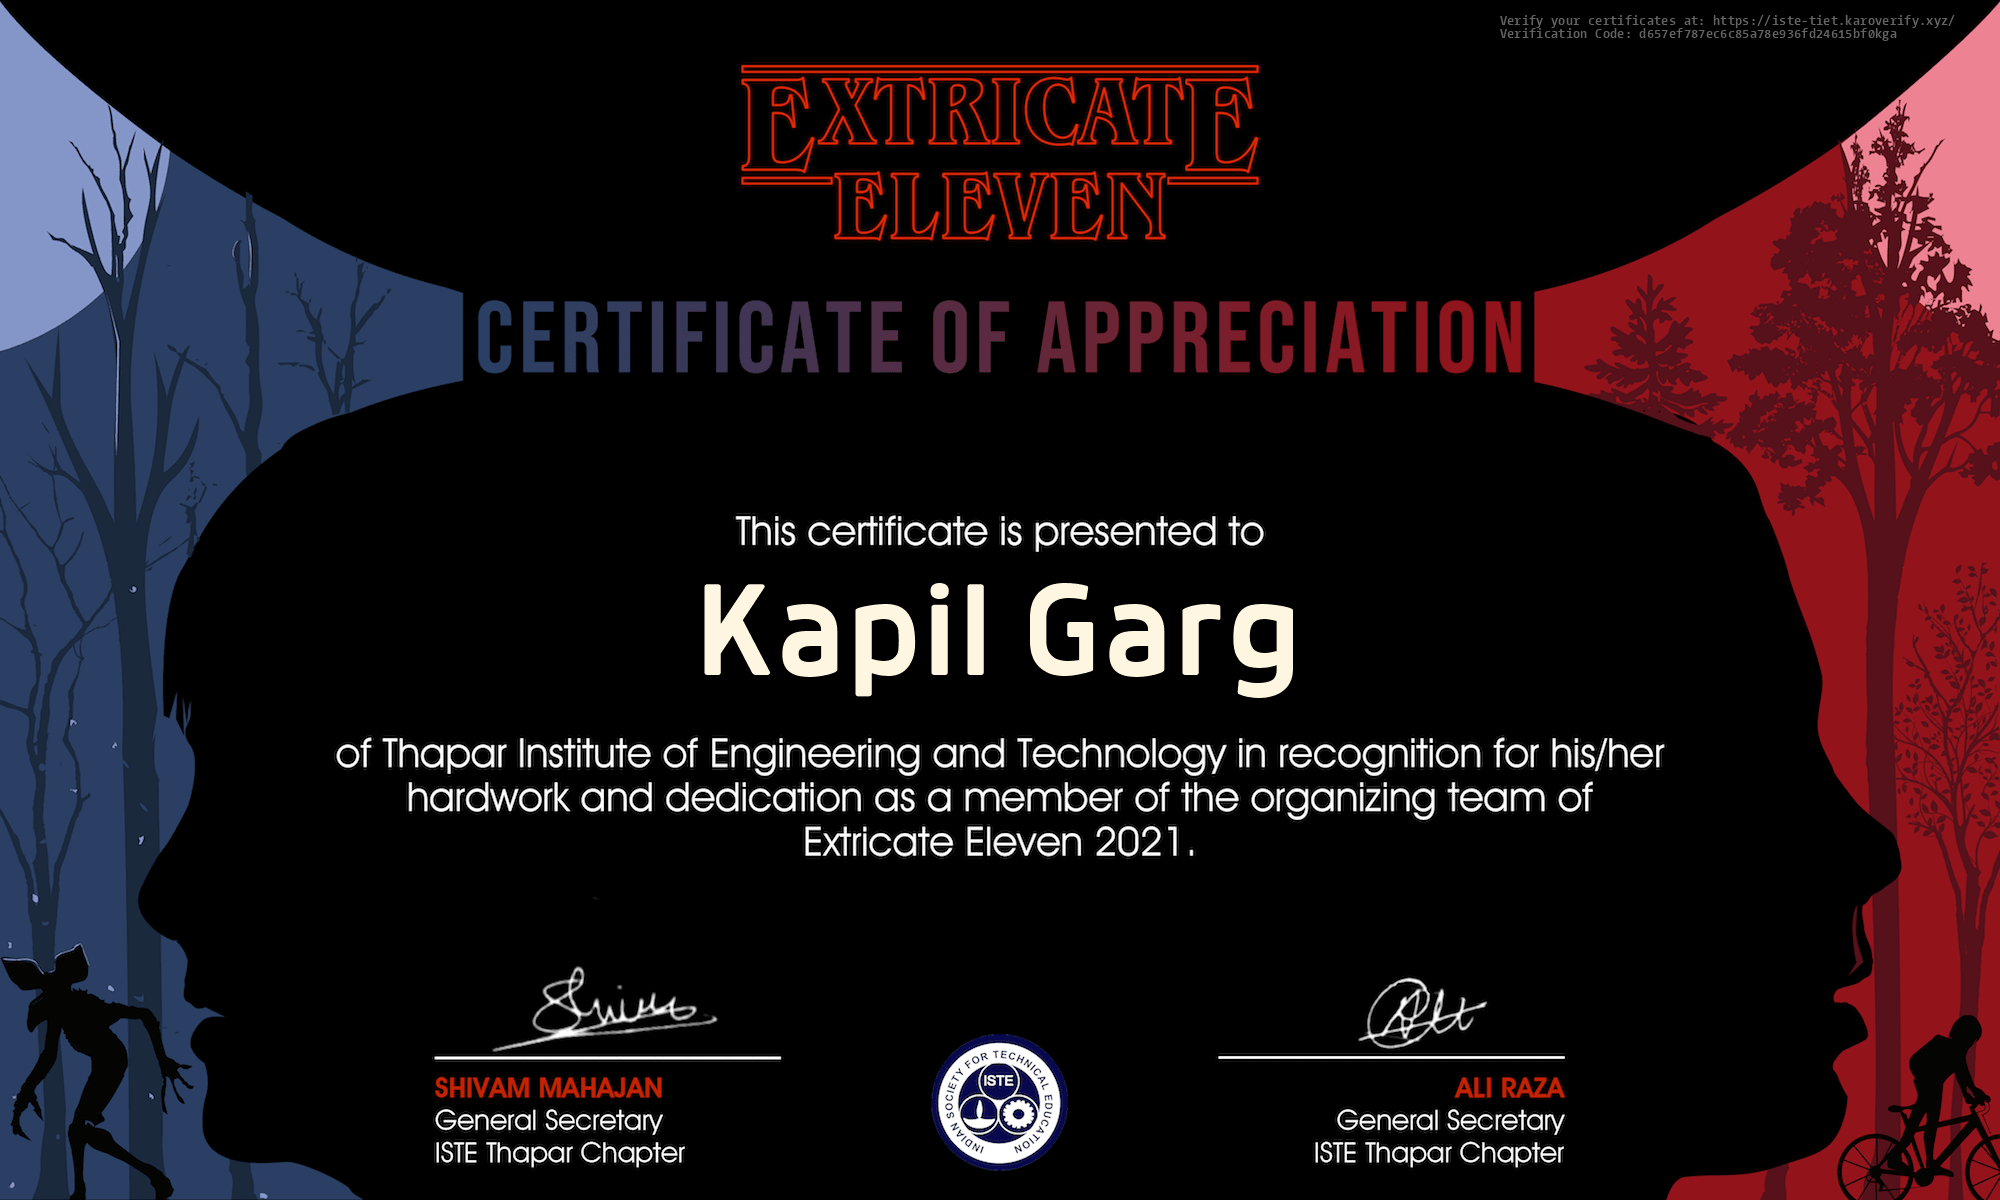 Verify your certificates at: https://iste-tiet.karoverify.xyz/
Verification Code: d657ef787ec6c85a78e936fd24615bf0kga
EXTRICATE
ELEVEN
CERTIFICATE OF APPRECIATION
This certificate is presented to
Kapil Garg
of Thapar Institute of Engineering and Technology in recognition for his/her
hardwork and dedication as a member of the organizing team of
Extricate Eleven 2021.
SHIVAM MAHAJAN
General Secretary
ISTE Thapar Chapter
INDIAN SOCIETY FOR TECHNICAL EDUCATION
ISTE
ALI RAZA
General Secretary
ISTE Thapar Chapter